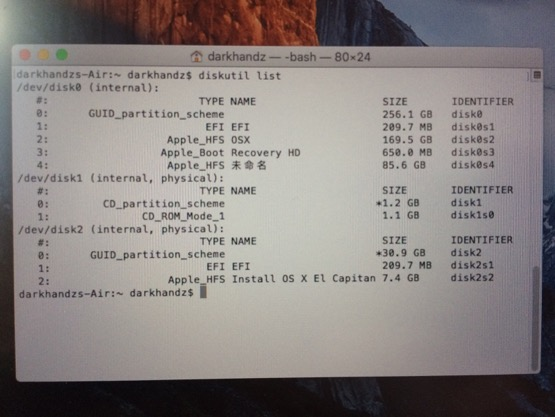 darkhandz — -bash — 80×24
darkhandzs-Air:~ darkhandz$ diskutil list
/dev/disk0 (internal):
#: TYPE NAME SIZE IDENTIFIER
0: GUID_partition_scheme 256.1 GB disk0
1: EFI EFI 209.7 MB disk0s1
2: Apple_HFS OSX 169.5 GB disk0s2
3: Apple_Boot Recovery HD 650.0 MB disk0s3
4: Apple_HFS 未命名 85.6 GB disk0s4
/dev/disk1 (internal, physical):
#: TYPE NAME SIZE IDENTIFIER
0: CD_partition_scheme *1.2 GB disk1
1: CD_ROM_Mode_1 1.1 GB disk1s0
/dev/disk2 (internal, physical):
#: TYPE NAME SIZE IDENTIFIER
0: GUID_partition_scheme *30.9 GB disk2
1: EFI EFI 209.7 MB disk2s1
2: Apple_HFS Install OS X El Capitan 7.4 GB disk2s2
darkhandzs-Air:~ darkhandz$